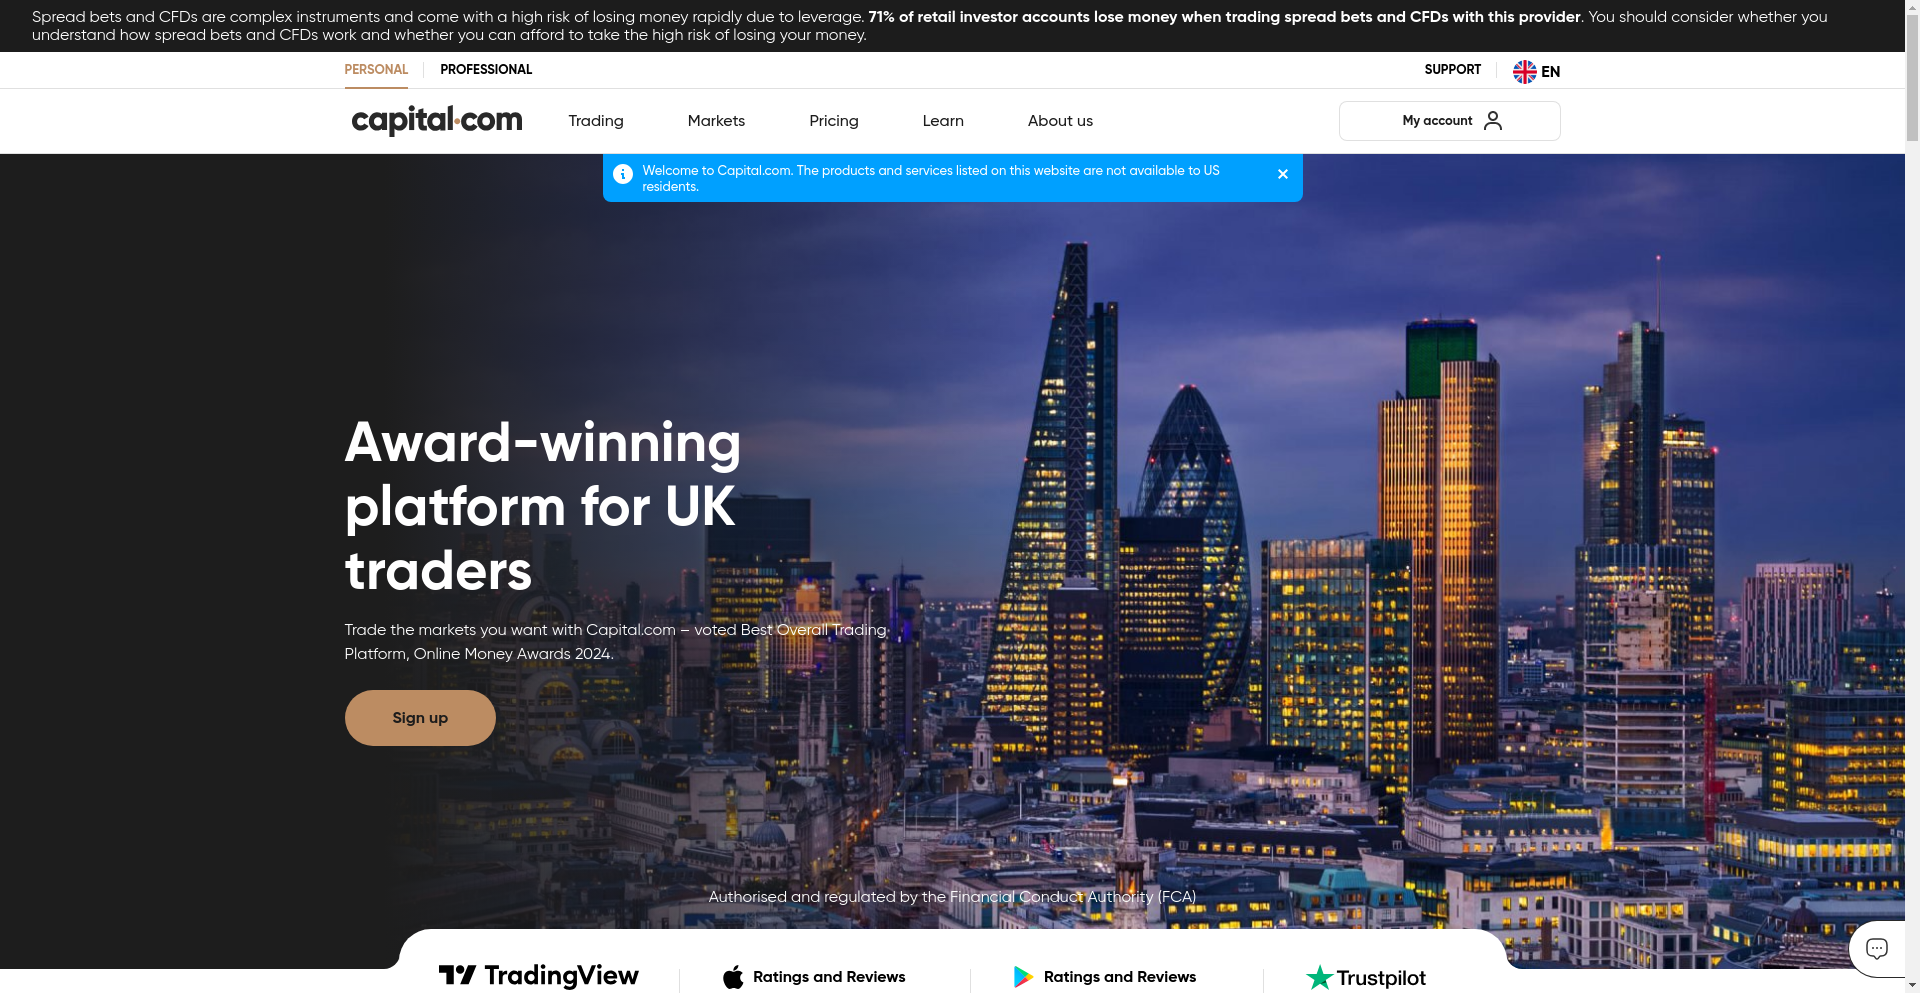 Spread bets and CFDs are complex instruments and come with a high risk of losing money rapidly due to leverage. 71% of retail investor accounts lose money when trading spread bets and CFDs with this provider. You should consider whether you
understand how spread bets and CFDs work and whether you can afford to take the high risk of losing your money.
PERSONAL PROFESSIONAL SUPPORT EN
capital.com Trading Markets Pricing Learn About us My account
Welcome to Capital.com. The products and services listed on this website are not available to US
residents.
Award-winning
platform for UK
traders
Trade the markets you want with Capital.com – voted Best Overall Trading
Platform, Online Money Awards 2024.
Sign up
Authorised and regulated by the Financial Conduct Authority (FCA)
TradingView Ratings and Reviews Ratings and Reviews Trustpilot